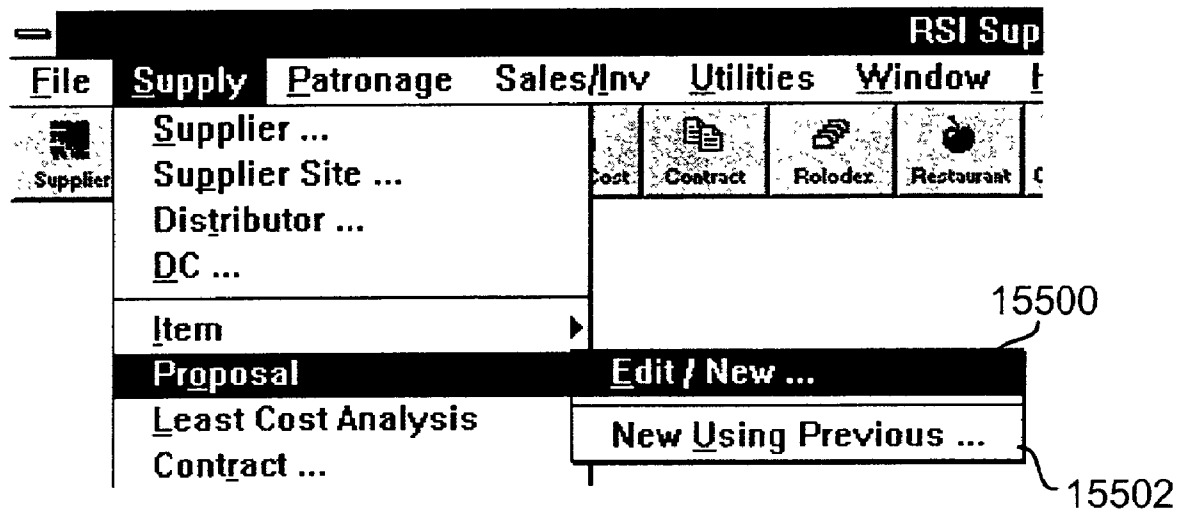 RSI Sup
File Supply Patronage Sales/Inv Utilities Window
Supplier Cost Contract Rolodex Restaurant
Supplier ...
Supplier Site ...
Distributor ...
DC ...
Item
Proposal
Least Cost Analysis
Contract ...
15500
Edit / New ...
New Using Previous ...
15502